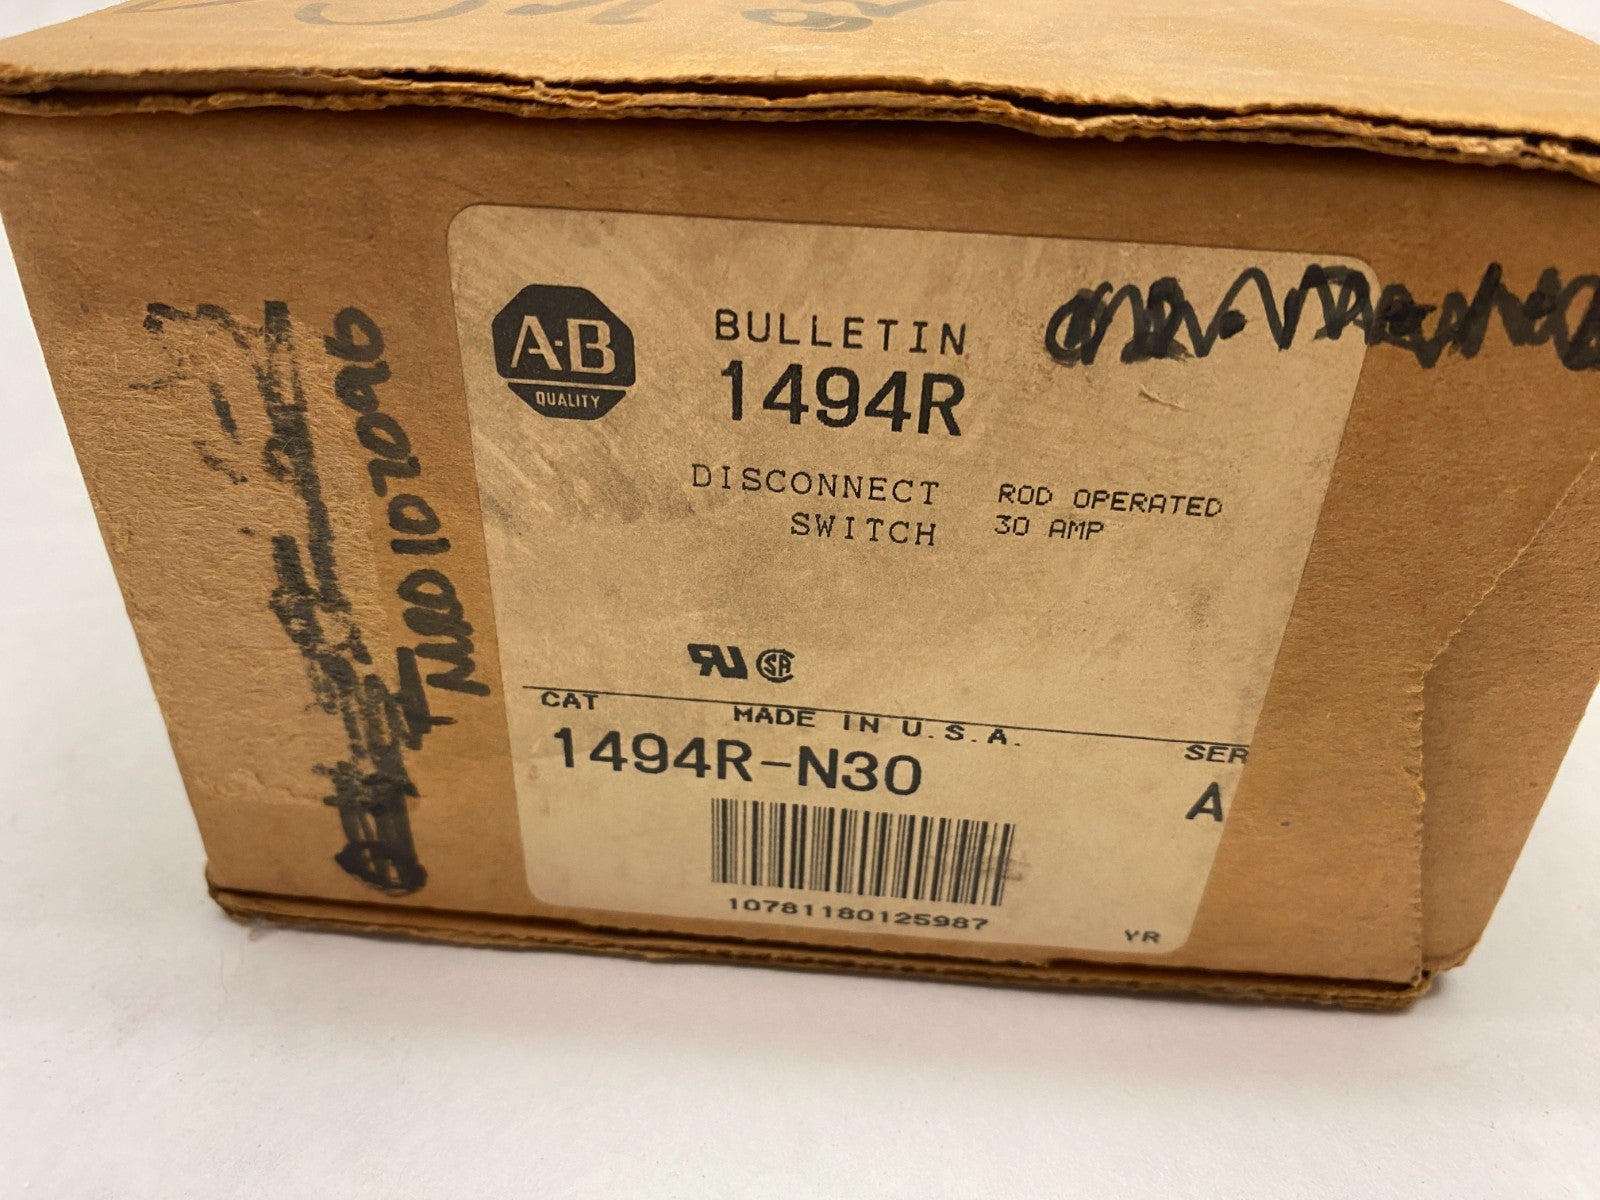 A-B
QUALITY
BULLETIN
1494R
DISCONNECT
SWITCH
ROD OPERATED
30 AMP
CAT
MADE IN U.S.A.
SER
1494R-N30
A
10781180125987
YR